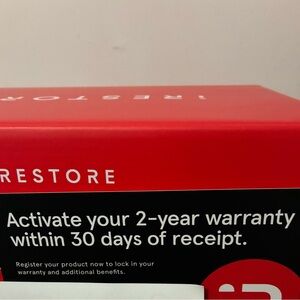 iRESTORE
RESTORE
Activate your 2-year warranty
within 30 days of receipt.
Register your product now to lock in your
warranty and additional benefits.